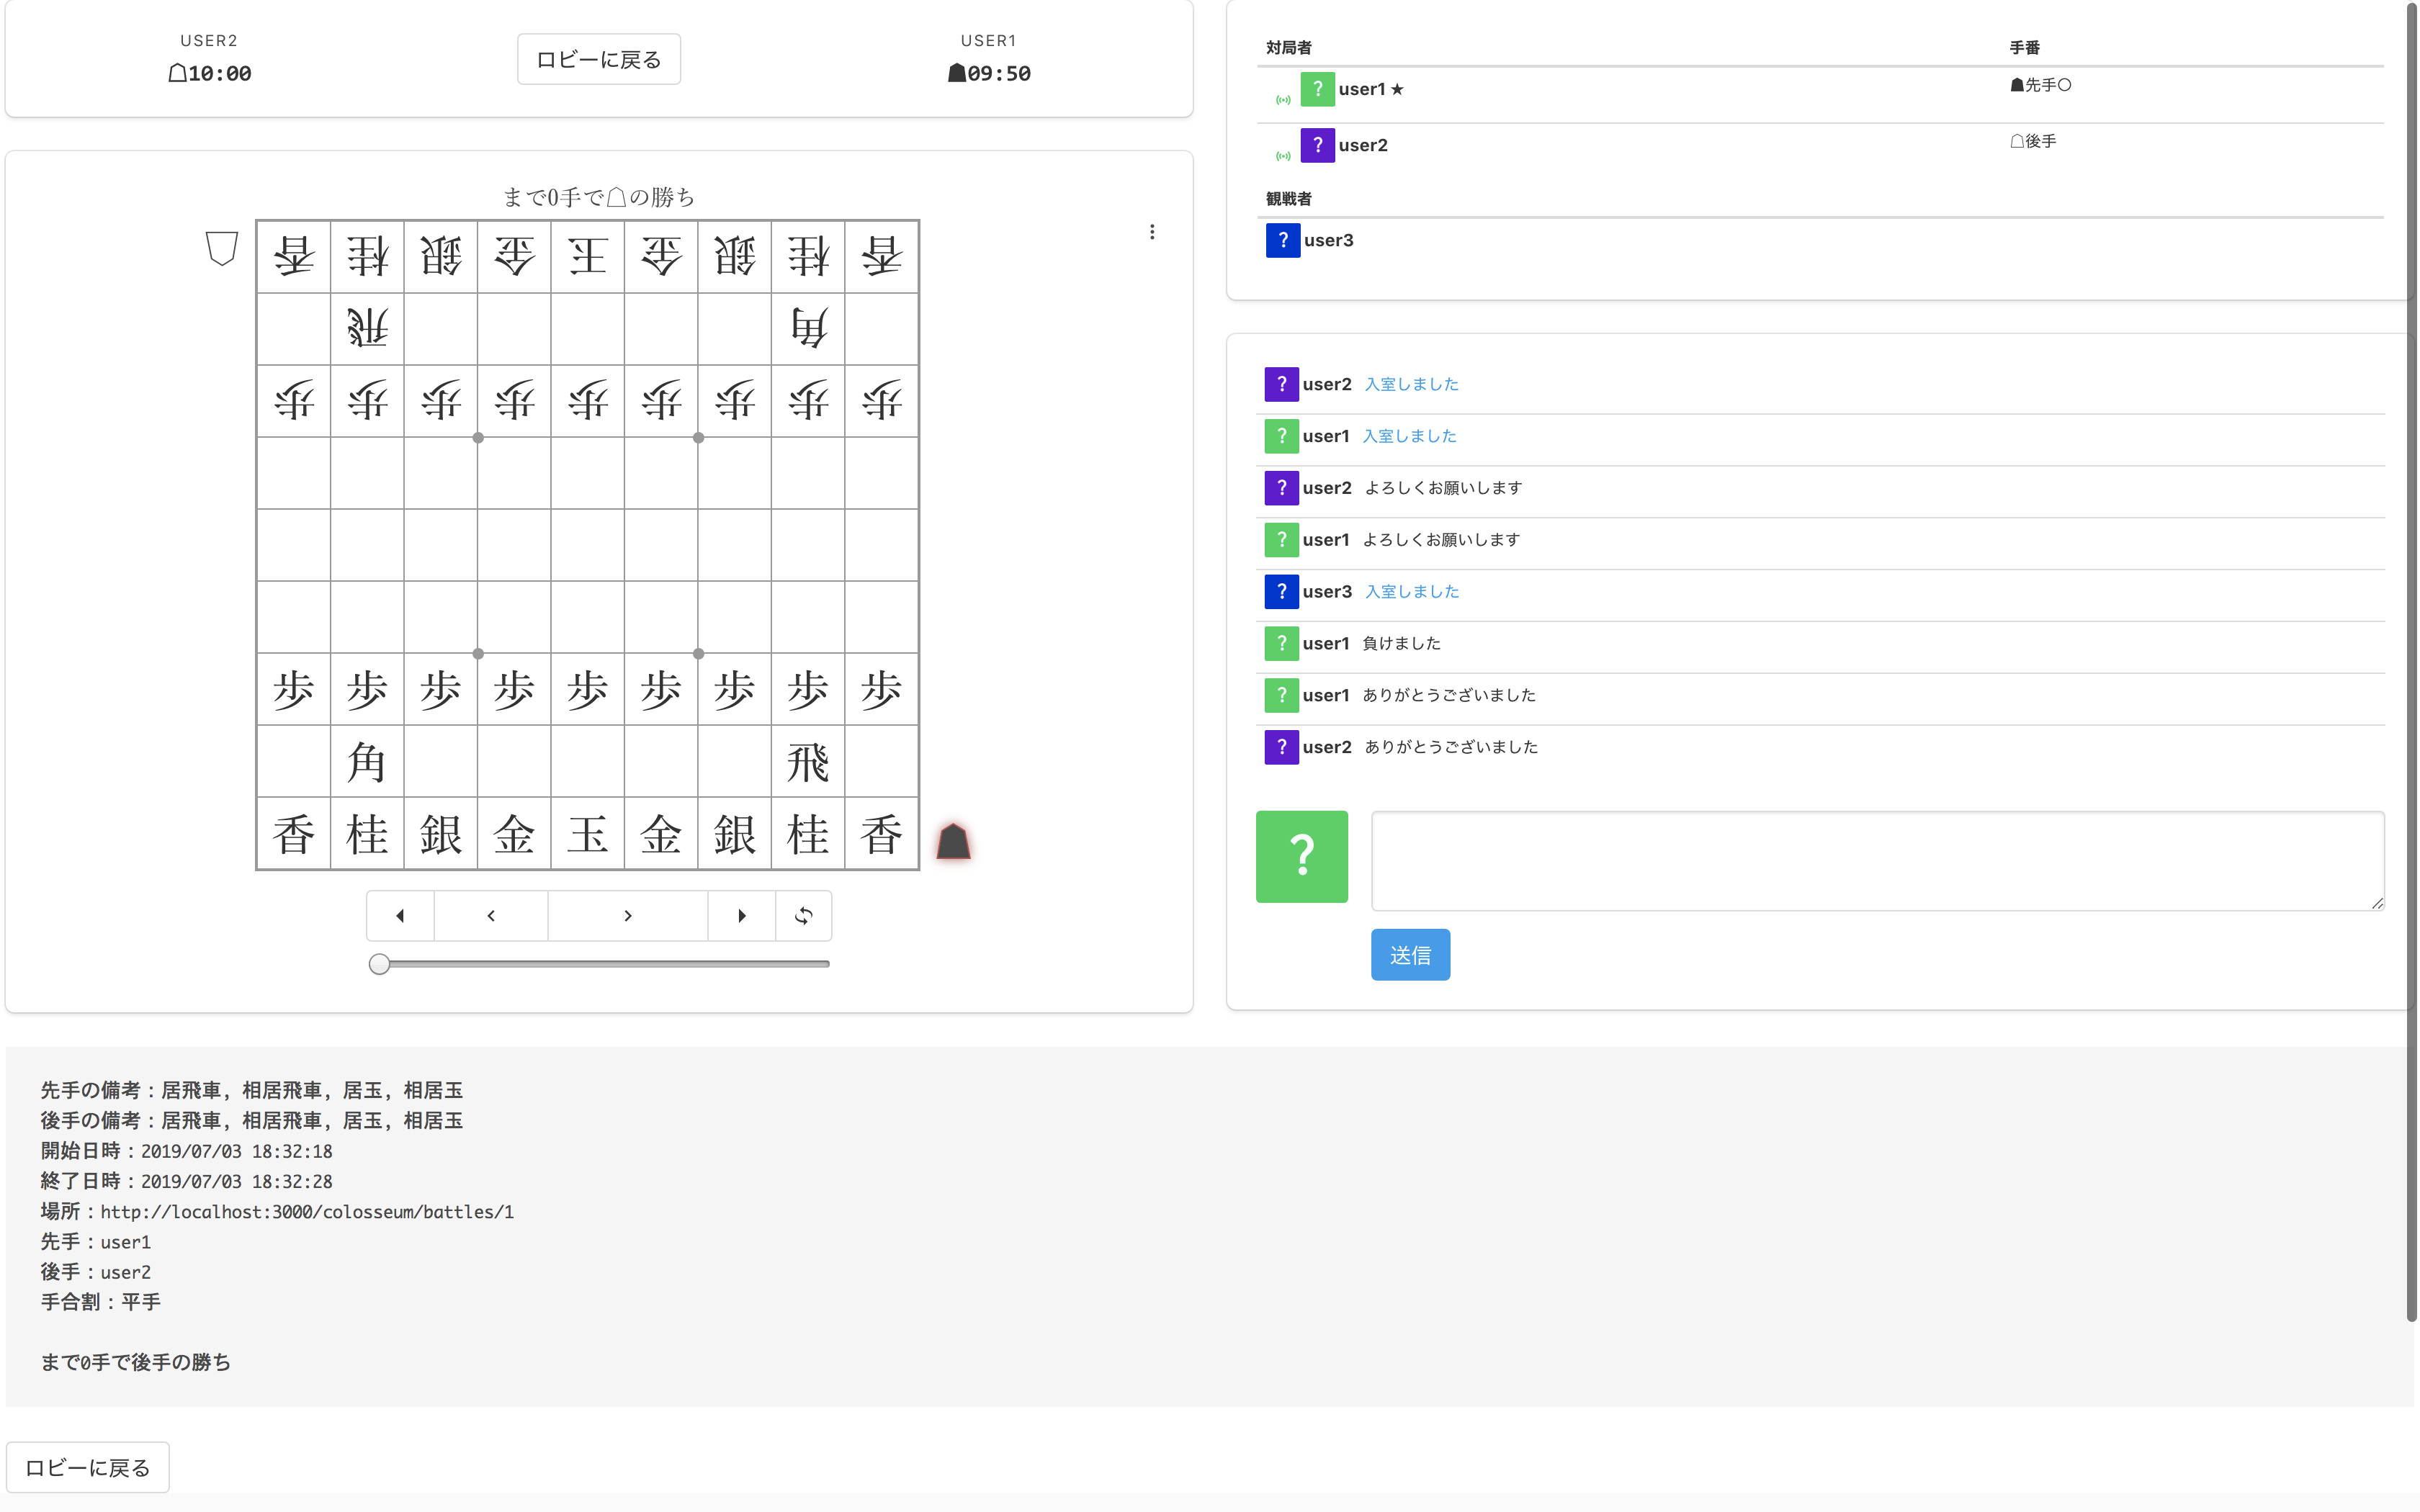 USER2
☖10:00
ロビーに戻る
USER1
☗09:50
まで0手で☖の勝ち
香 桂 銀 金 王 金 銀 桂 香
飛 角
歩 歩 歩 歩 歩 歩 歩 歩 歩
歩 歩 歩 歩 歩 歩 歩 歩 歩
角 飛
香 桂 銀 金 玉 金 銀 桂 香
対局者 手番
? user1 ★ ☗先手○
? user2 ☖後手
観戦者
? user3
? user2 入室しました
? user1 入室しました
? user2 よろしくお願いします
? user1 よろしくお願いします
? user3 入室しました
? user1 負けました
? user1 ありがとうございました
? user2 ありがとうございました
?
送信
先手の備考：居飛車, 相居飛車, 居玉, 相居玉
後手の備考：居飛車, 相居飛車, 居玉, 相居玉
開始日時：2019/07/03 18:32:18
終了日時：2019/07/03 18:32:28
場所：http://localhost:3000/colosseum/battles/1
先手：user1
後手：user2
手合割：平手
まで0手で後手の勝ち
ロビーに戻る